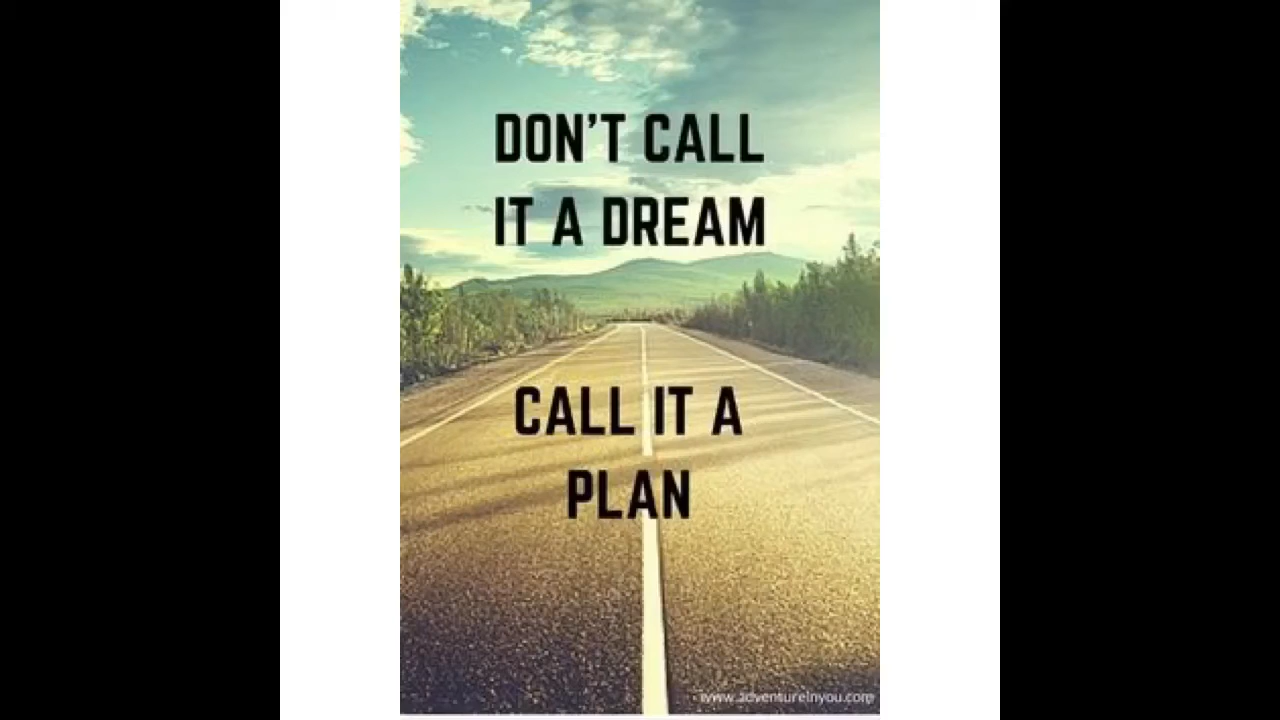 DON'T CALL
IT A DREAM
CALL IT A
PLAN
www.adventureinyou.com